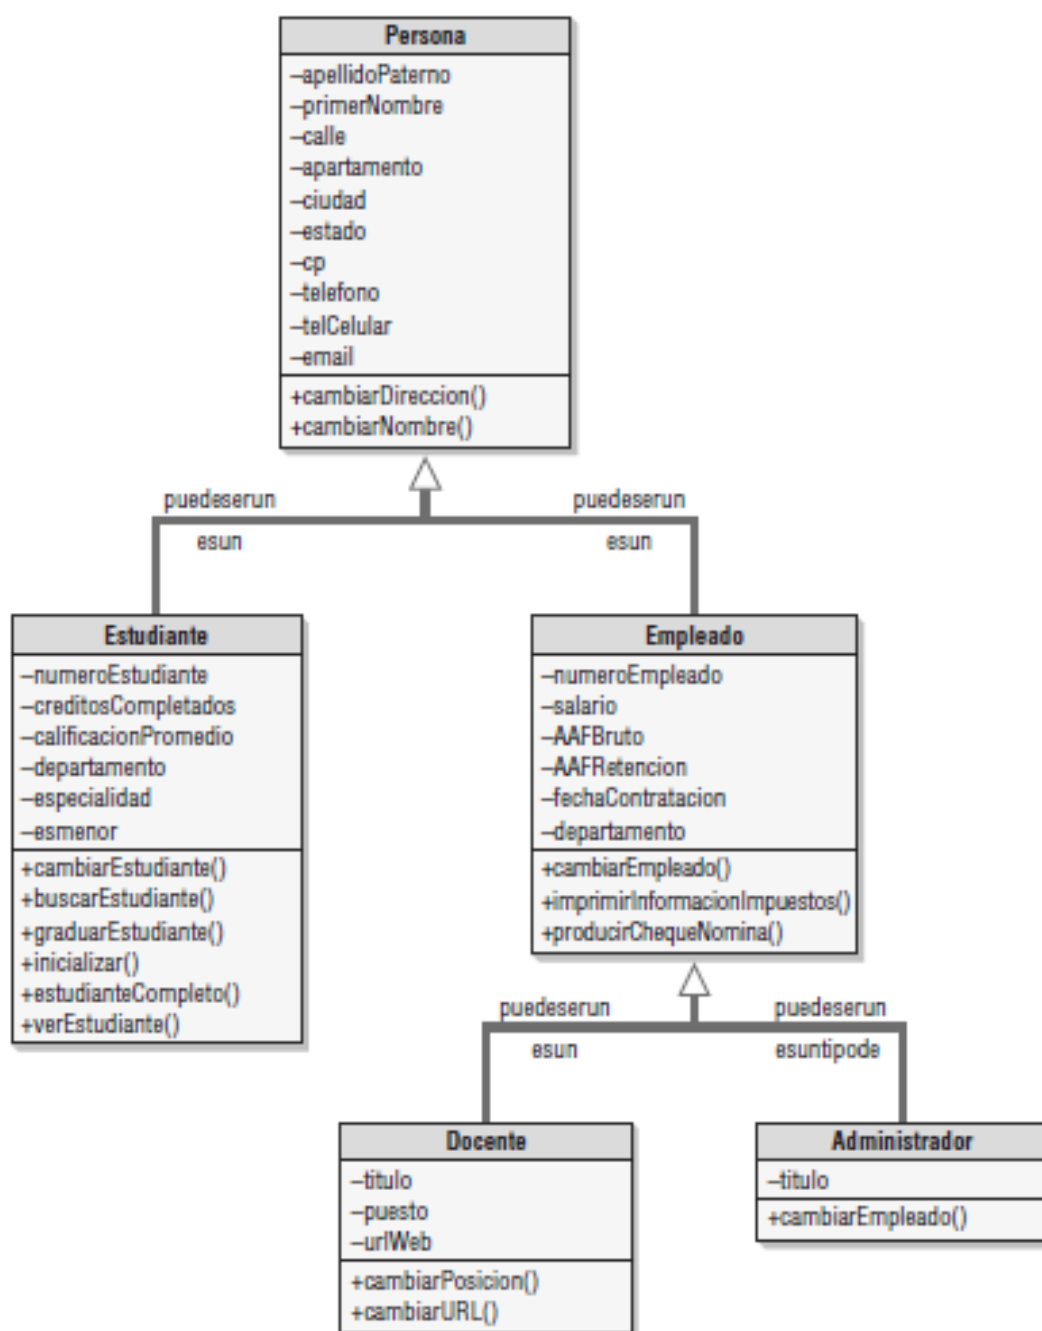 Persona
–apellidoPaterno
–primerNombre
–calle
–apartamento
–ciudad
–estado
–cp
–telefono
–telCelular
–email
+cambiarDireccion()
+cambiarNombre()
puedeserun
puedeserun
esun
esun
Estudiante
–numeroEstudiante
–creditosCompletados
–calificacionPromedio
–departamento
–especialidad
–esmenor
+cambiarEstudiante()
+buscarEstudiante()
+graduarEstudiante()
+inicializar()
+estudianteCompleto()
+verEstudiante()
Empleado
–numeroEmpleado
–salario
–AAFBruto
–AAFRetencion
–fechaContratacion
–departamento
+cambiarEmpleado()
+imprimirInformacionImpuestos()
+producirChequeNomina()
puedeserun
puedeserun
esun
esuntipode
Docente
–titulo
–puesto
–urlWeb
+cambiarPosicion()
+cambiarURL()
Administrador
–titulo
+cambiarEmpleado()